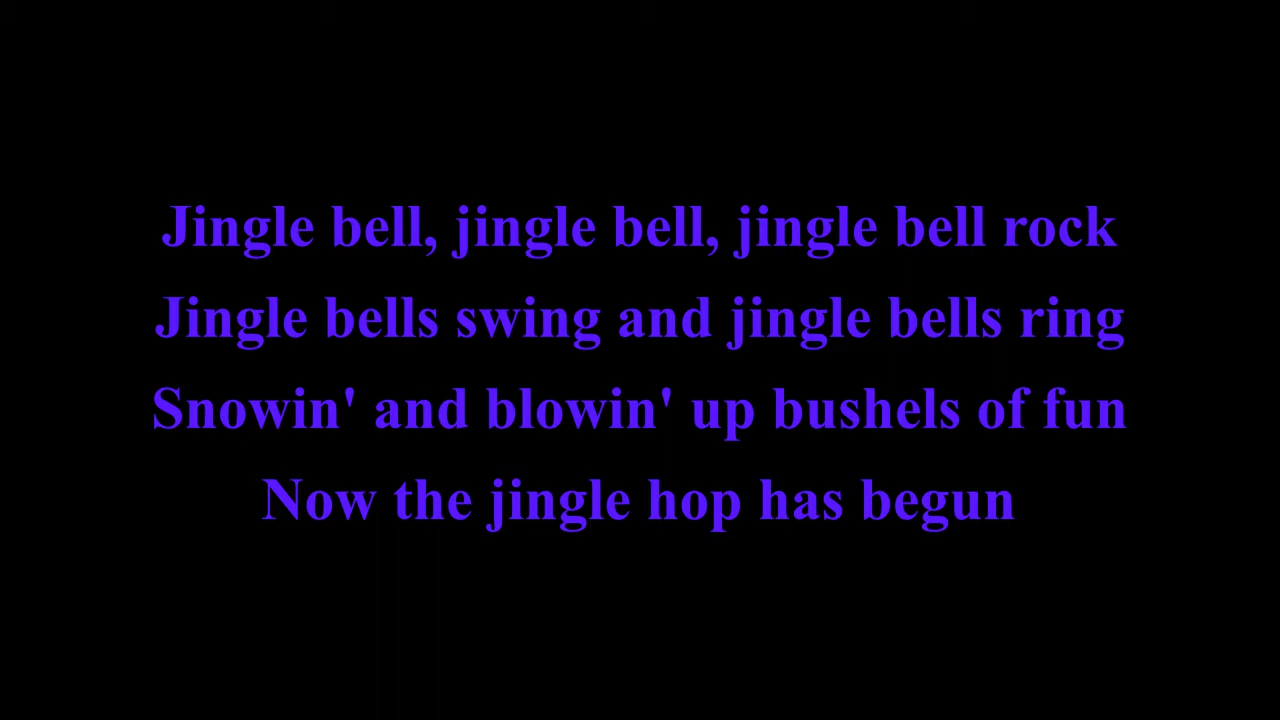 Jingle bell, jingle bell, jingle bell rock
Jingle bells swing and jingle bells ring
Snowin' and blowin' up bushels of fun
Now the jingle hop has begun